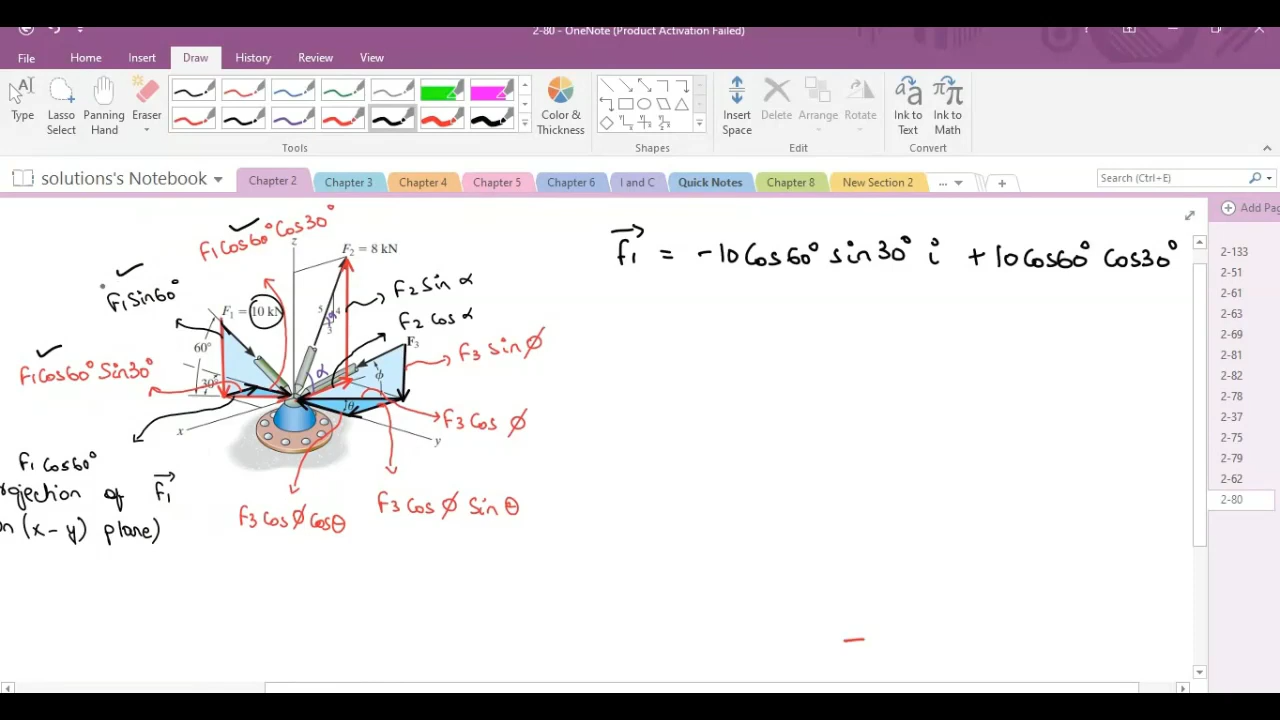 2-80 - OneNote (Product Activation Failed)
File Home Insert Draw History Review View
Type
Lasso Select
Panning Hand
Eraser
Color & Thickness
Insert Space
Delete
Arrange
Rotate
Ink to Text
Ink to Math
Tools
Shapes
Edit
Convert
solutions's Notebook
Chapter 2 Chapter 3 Chapter 4 Chapter 5 Chapter 6 I and C Quick Notes Chapter 8 New Section 2 ...
Search (Ctrl+E)
Add Pag
2-133
2-51
2-61
2-63
2-69
2-81
2-82
2-78
2-37
2-75
2-79
2-62
2-80
F1 Cos60° Cos30°
z
F2 = 8 kN
F1 Sin60°
F2 Sin α
F1 = 10 kN
5
4
3
α
F2 Cos α
60°
F3
F3 Sin ϕ
F1 Cos60° Sin30°
30°
α
ϕ
θ
F3 Cos ϕ
x
y
F1 Cos60°
rojection of F1
n (x-y) plane)
F3 Cos ϕ Cos θ
F3 Cos ϕ Sin θ
F1 = -10 Cos60° Sin30° i + 10 Cos60° Cos30°